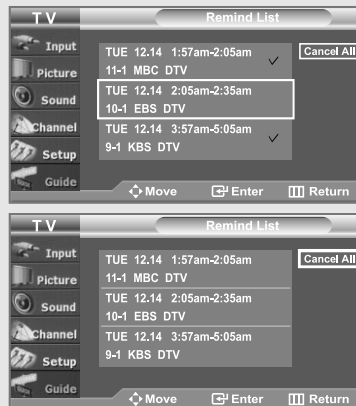 TV Remind List
Input
Picture
Sound
Channel
Setup
Guide
TUE 12.14 1:57am-2:05am
11-1 MBC DTV
TUE 12.14 2:05am-2:35am
10-1 EBS DTV
TUE 12.14 3:57am-5:05am
9-1 KBS DTV
Cancel All
Move Enter Return
TV Remind List
Input
Picture
Sound
Channel
Setup
Guide
TUE 12.14 1:57am-2:05am
11-1 MBC DTV
TUE 12.14 2:05am-2:35am
10-1 EBS DTV
TUE 12.14 3:57am-5:05am
9-1 KBS DTV
Cancel All
Move Enter Return